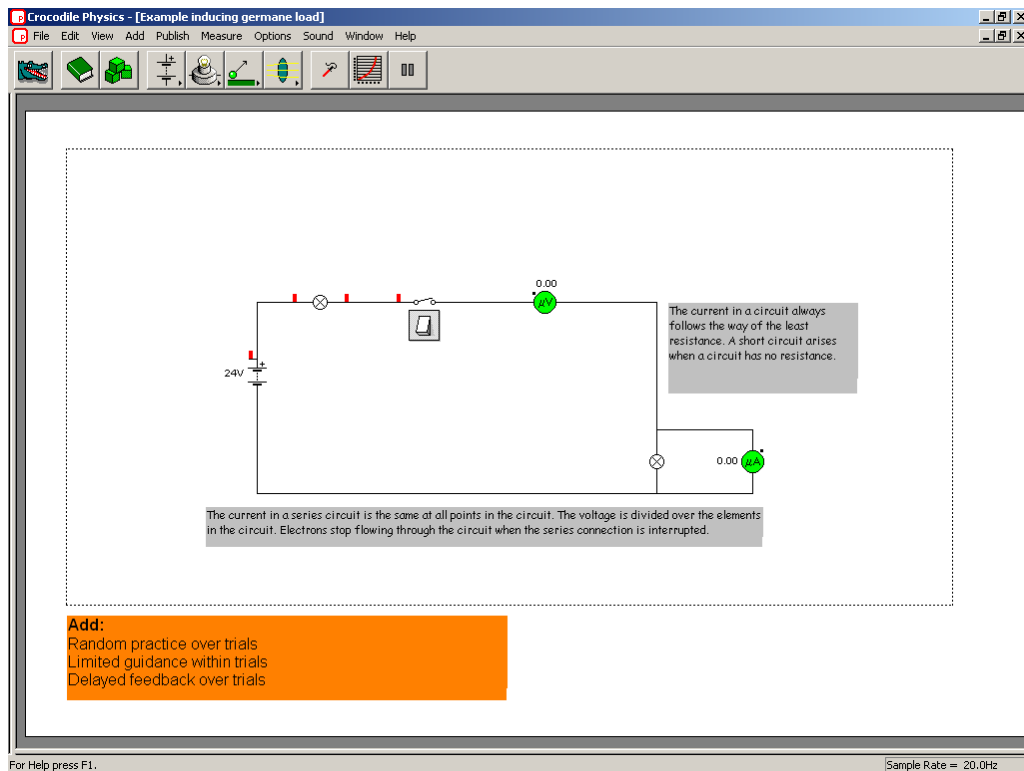 Crocodile Physics - [Example inducing germane load]
File Edit View Add Publish Measure Options Sound Window Help
0.00
μV
The current in a circuit always
follows the way of the least
resistance. A short circuit arises
when a circuit has no resistance.
24V
0.00 μA
The current in a series circuit is the same at all points in the circuit. The voltage is divided over the elements
in the circuit. Electrons stop flowing through the circuit when the series connection is interrupted.
Add:
Random practice over trials
Limited guidance within trials
Delayed feedback over trials
For Help press F1.
Sample Rate = 20.0Hz